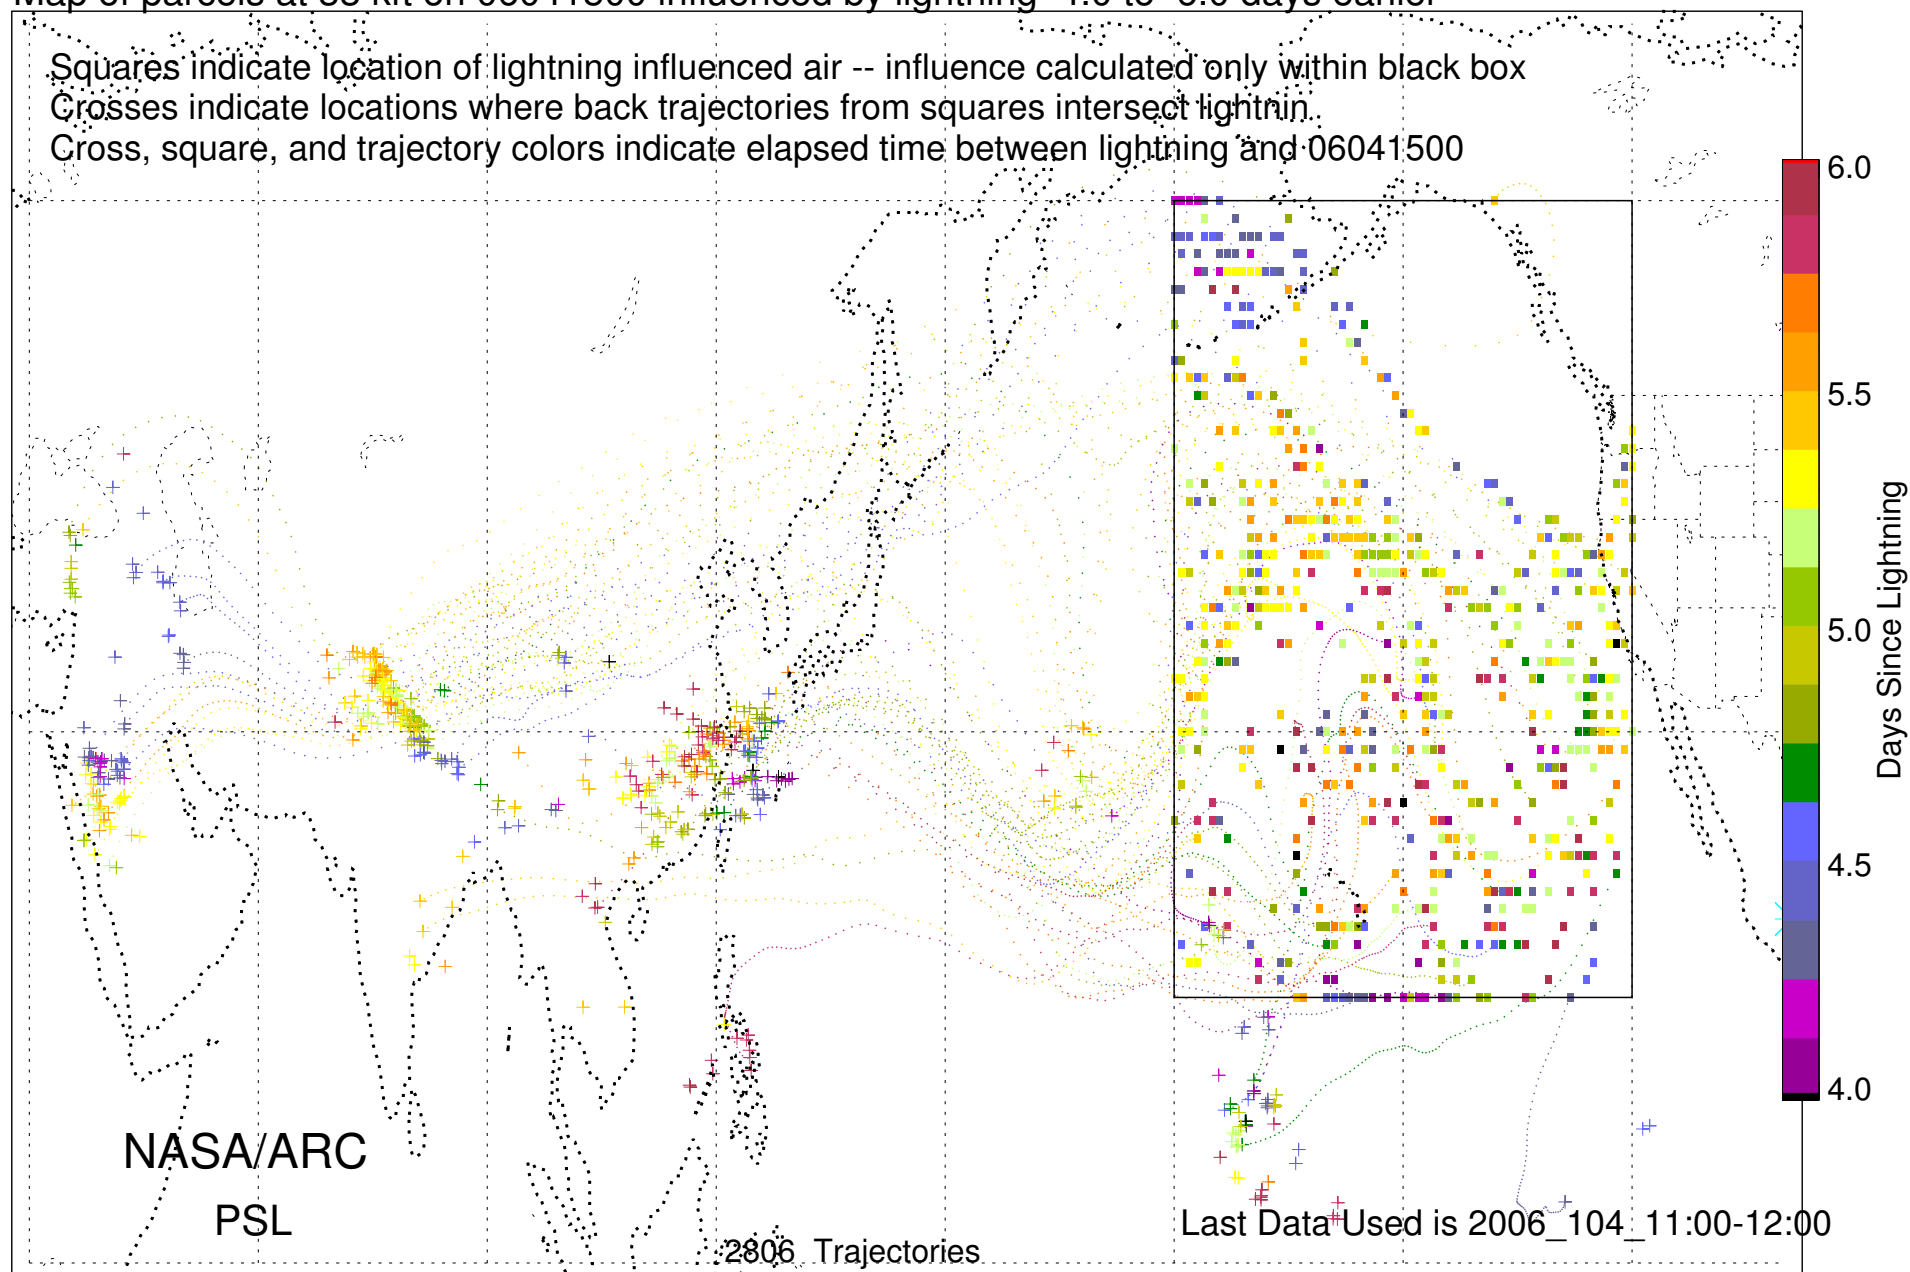 Squares indicate location of lightning influenced air -- influence calculated only within black box
Crosses indicate locations where back trajectories from squares intersect lightnin
Cross, square, and trajectory colors indicate elapsed time between lightning and 06041500
6.0
5.5
5.0
4.5
4.0
Days Since Lightning
NASA/ARC
PSL
Last Data Used is 2006_104_11:00-12:00
2806 Trajectories